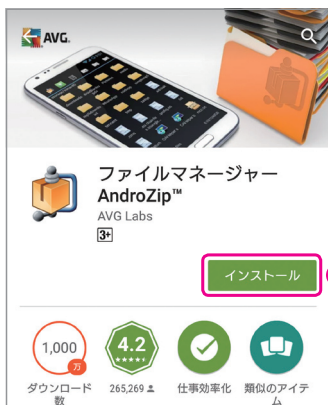 AVG.
ファイルマネージャー
AndroZip™
AVG Labs
3+
インストール
1,000
万
4.2
ダウンロード
数
265,269
仕事効率化
類似のアイテ
ム